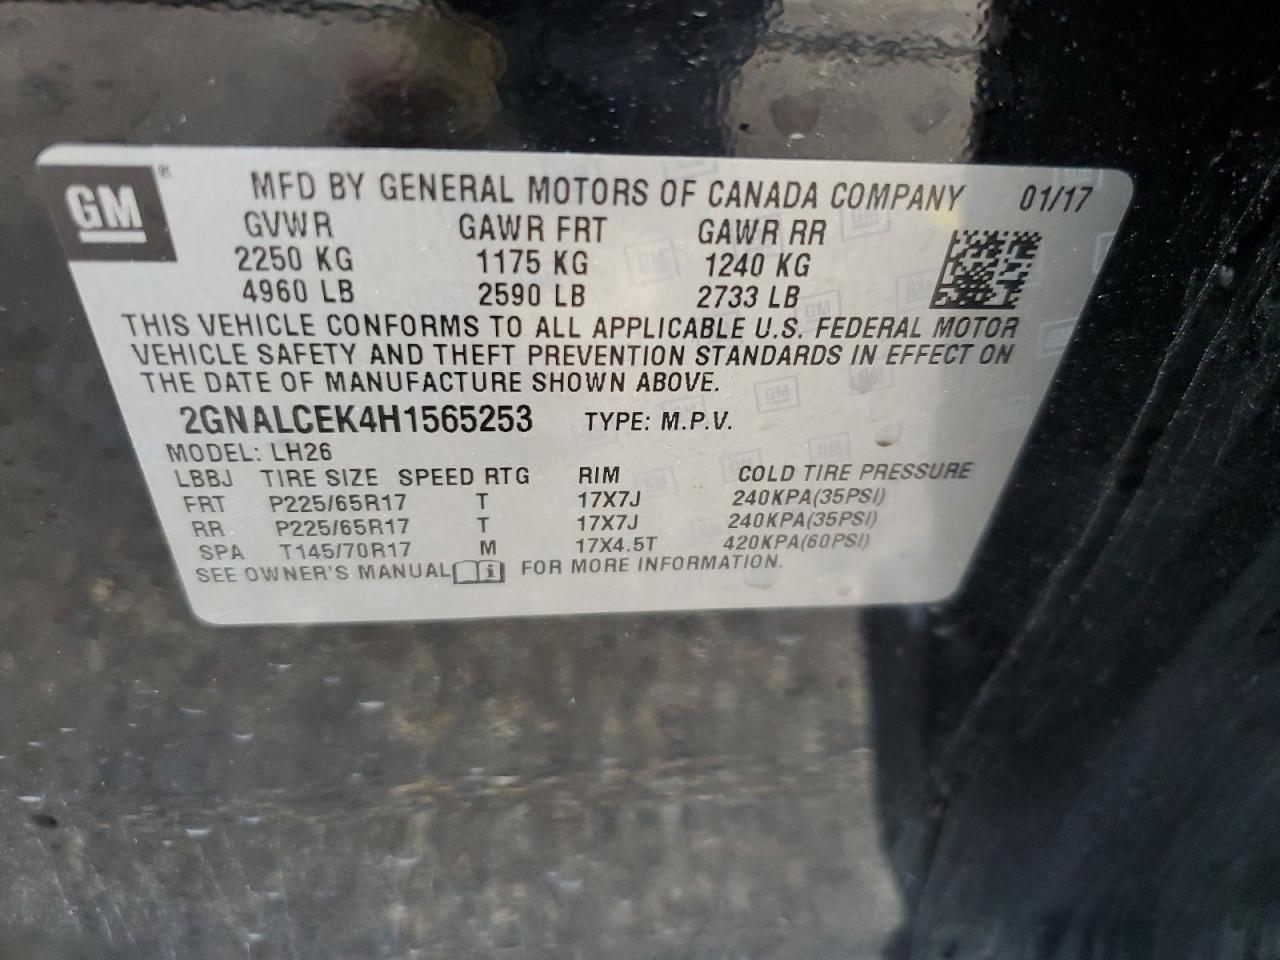 GM ®
MFD BY GENERAL MOTORS OF CANADA COMPANY 01/17
GVWR GAWR FRT GAWR RR
2250 KG 1175 KG 1240 KG
4960 LB 2590 LB 2733 LB
THIS VEHICLE CONFORMS TO ALL APPLICABLE U.S. FEDERAL MOTOR
VEHICLE SAFETY AND THEFT PREVENTION STANDARDS IN EFFECT ON
THE DATE OF MANUFACTURE SHOWN ABOVE.
2GNALCEK4H1565253 TYPE: M.P.V.
MODEL: LH26
LBBJ TIRE SIZE SPEED RTG RIM COLD TIRE PRESSURE
FRT P225/65R17 T 17X7J 240KPA(35PSI)
RR P225/65R17 T 17X7J 240KPA(35PSI)
SPA T145/70R17 M 17X4.5T 420KPA(60PSI)
SEE OWNER'S MANUAL FOR MORE INFORMATION.